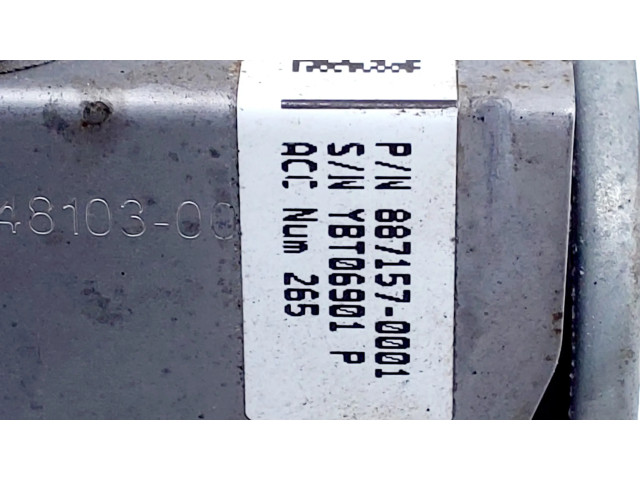 P/N 887157-0001
S/N YBT06901 P
ACC Num 265
48103-00